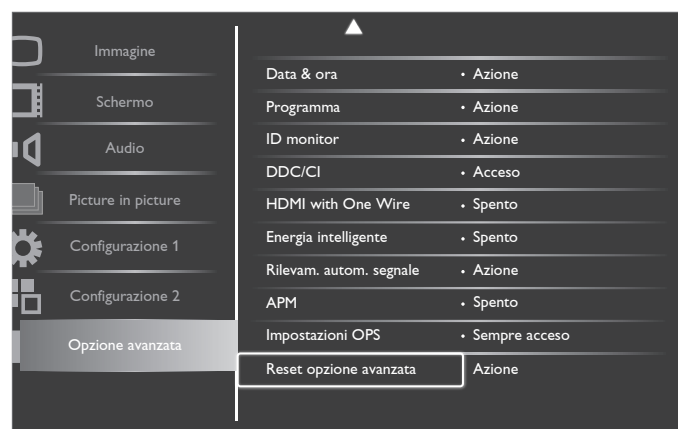 Immagine
Schermo
Audio
Picture in picture
Configurazione 1
Configurazione 2
Opzione avanzata
Data & ora • Azione
Programma • Azione
ID monitor • Azione
DDC/CI • Acceso
HDMI with One Wire • Spento
Energia intelligente • Spento
Rilevam. autom. segnale • Azione
APM • Spento
Impostazioni OPS • Sempre acceso
Reset opzione avanzata Azione